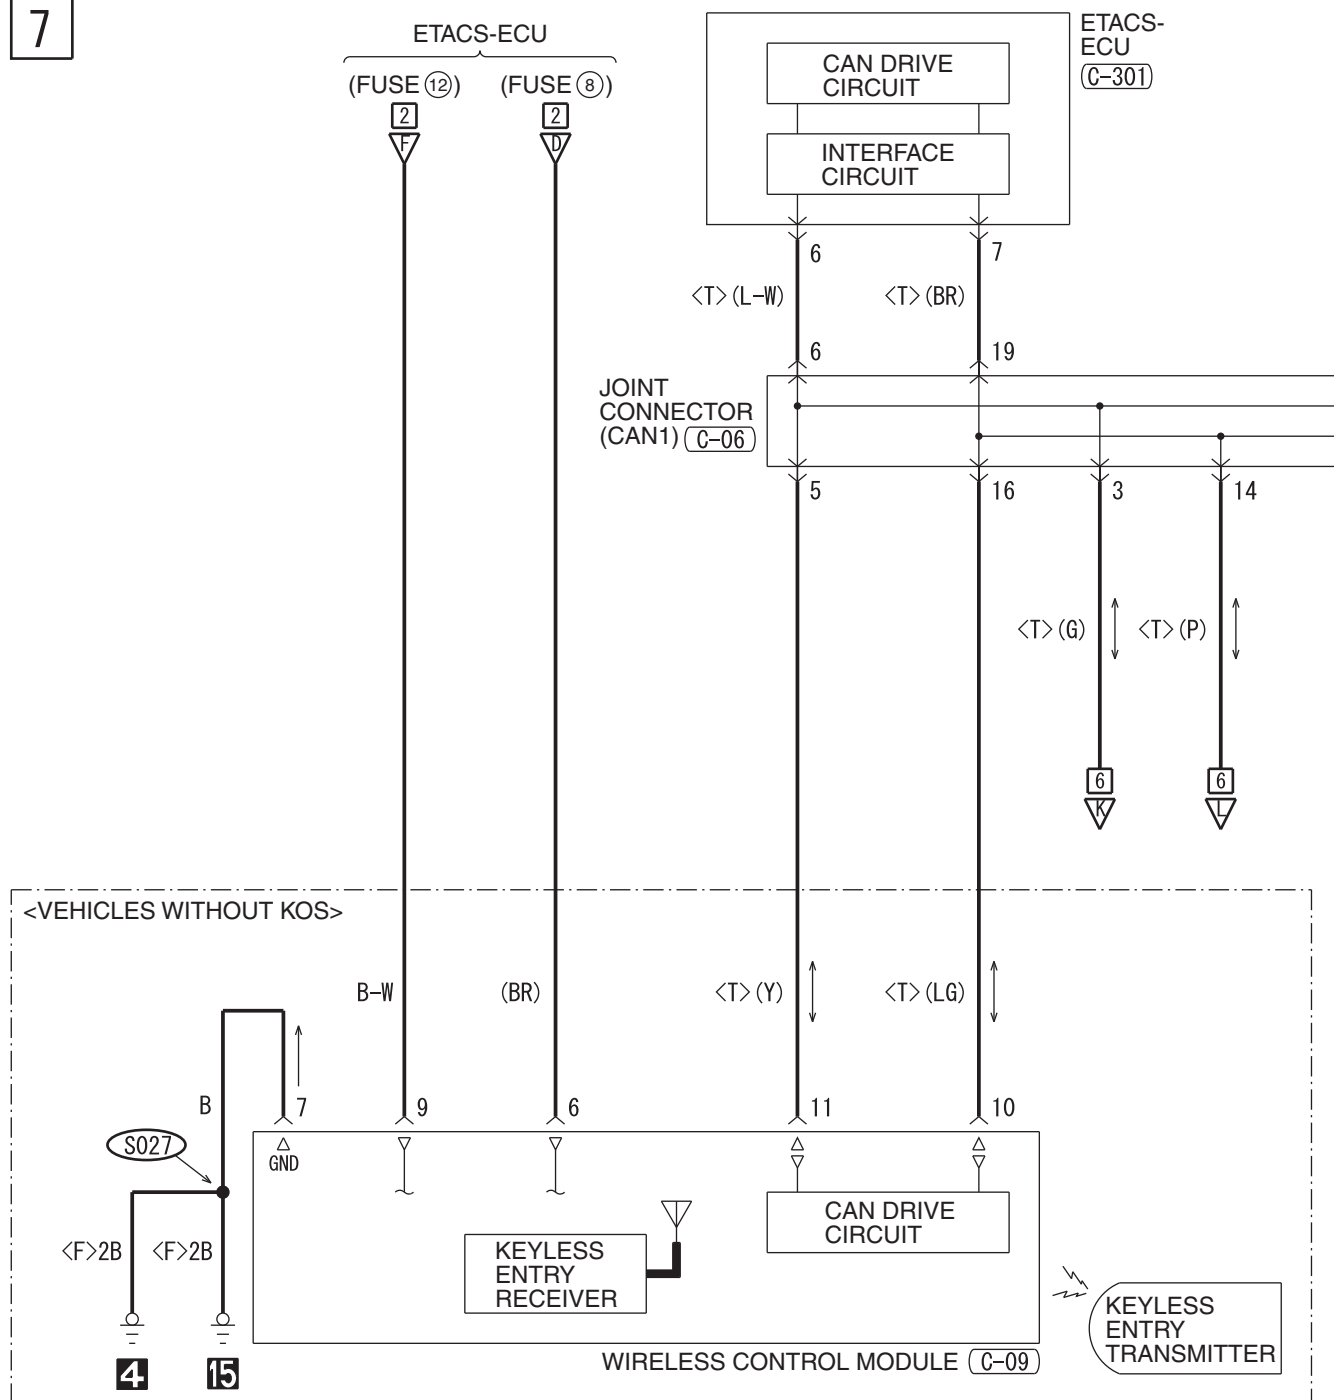 7
ETACS-ECU
(FUSE 12)
(FUSE 8)
2
2
F
D
ETACS-
ECU
C-301
CAN DRIVE
CIRCUIT
INTERFACE
CIRCUIT
6
7
<T>(L-W)
<T>(BR)
6
19
JOINT
CONNECTOR
(CAN1) C-06
5
16
3
14
<T>(G)
<T>(P)
6
6
K
L
<VEHICLES WITHOUT KOS>
B-W
(BR)
<T>(Y)
<T>(LG)
B
7
9
6
11
10
GND
S027
<F>2B
<F>2B
4
15
KEYLESS
ENTRY
RECEIVER
CAN DRIVE
CIRCUIT
WIRELESS CONTROL MODULE C-09
KEYLESS
ENTRY
TRANSMITTER